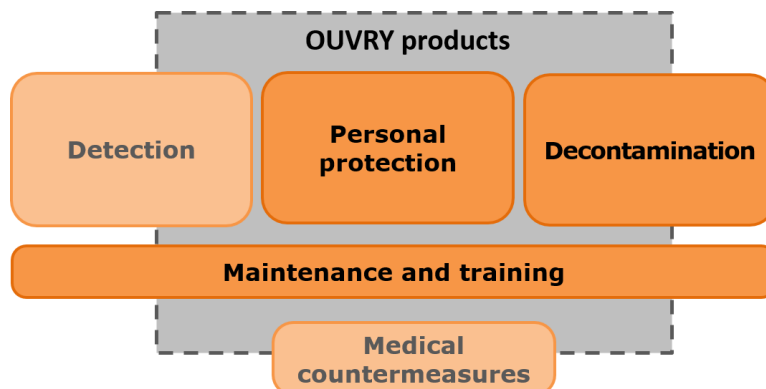 OUVRY products
Detection
Personal
protection
Decontamination
Maintenance and training
Medical
countermeasures